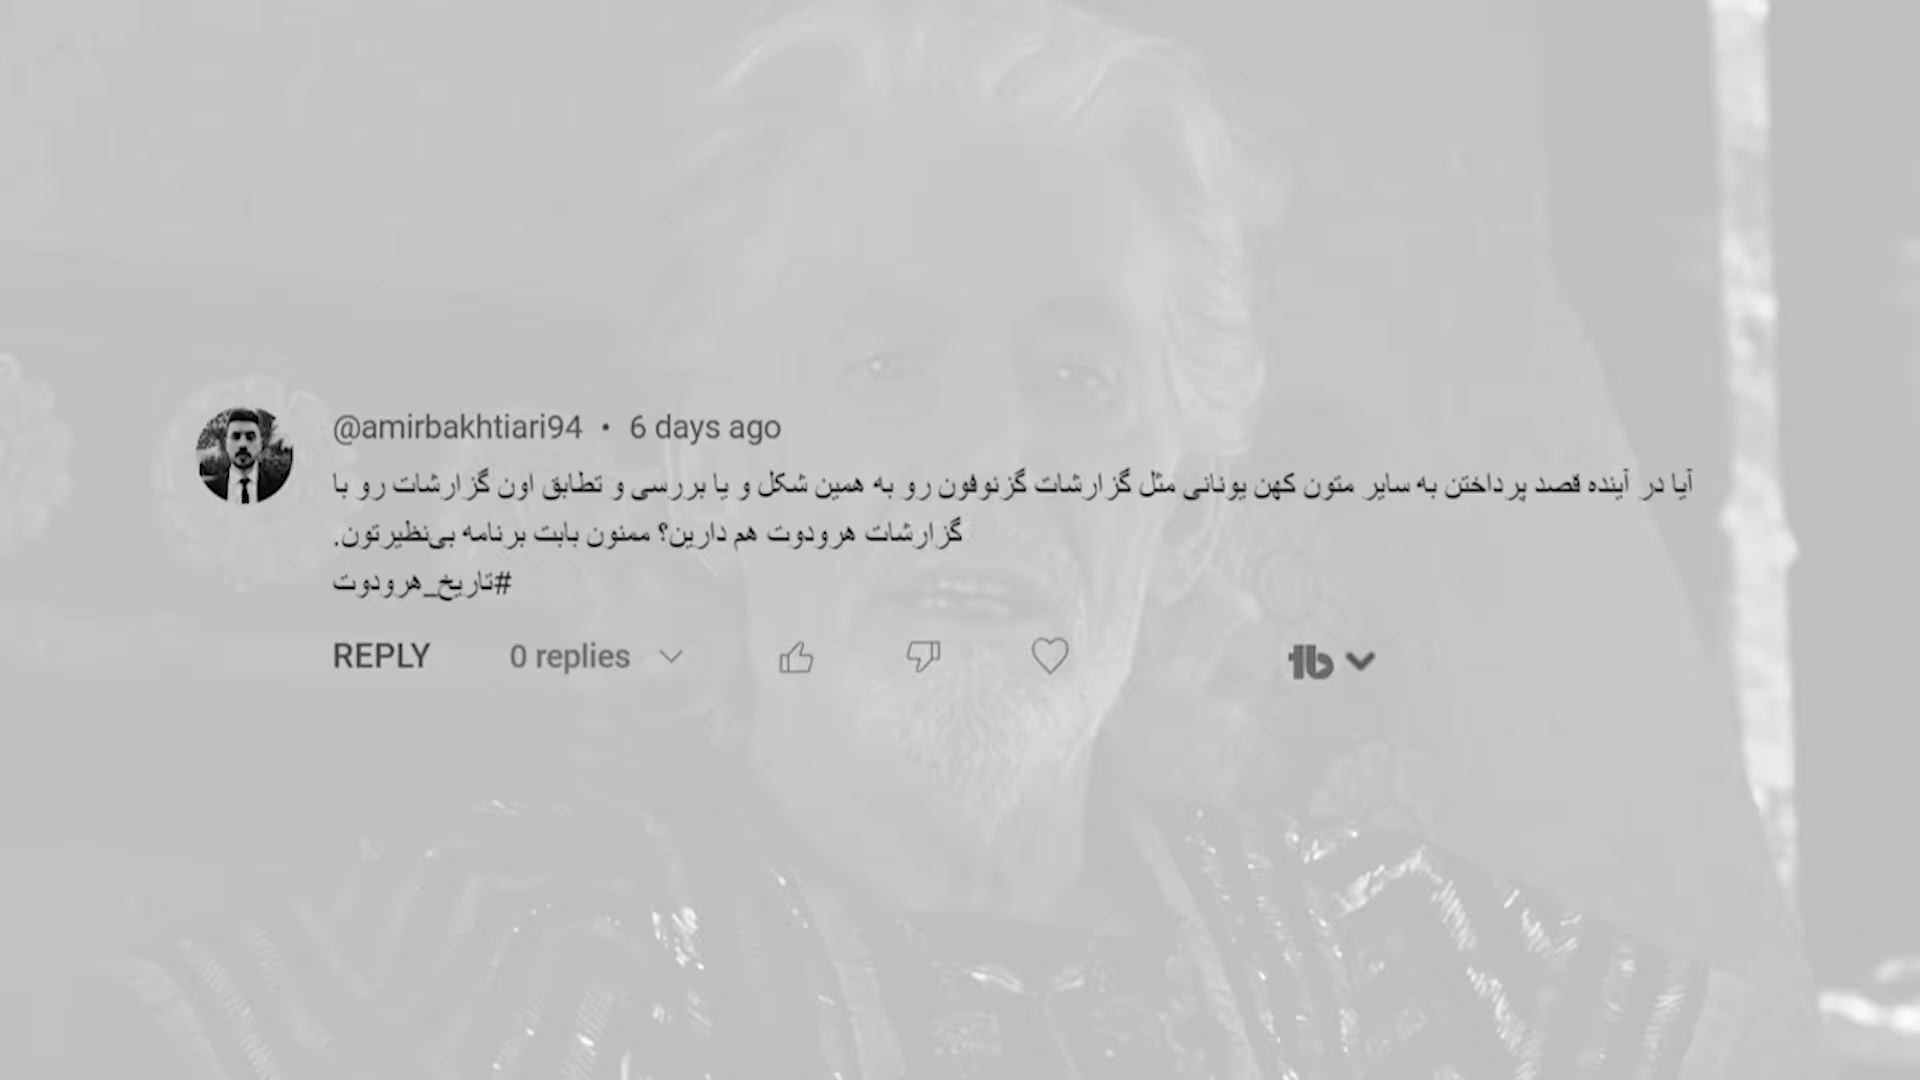 @amirbakhtiari94 • 6 days ago
آیا در آینده قصد پرداختن به سایر متون کهن یونانی مثل گزارشات گزنوفون رو به همین شکل و یا بررسی و تطابق اون گزارشات رو با
گزارشات هرودوت هم دارین؟ ممنون بابت برنامه بی‌نظیرتون.
#تاریخ_هرودوت
REPLY 0 replies
tb